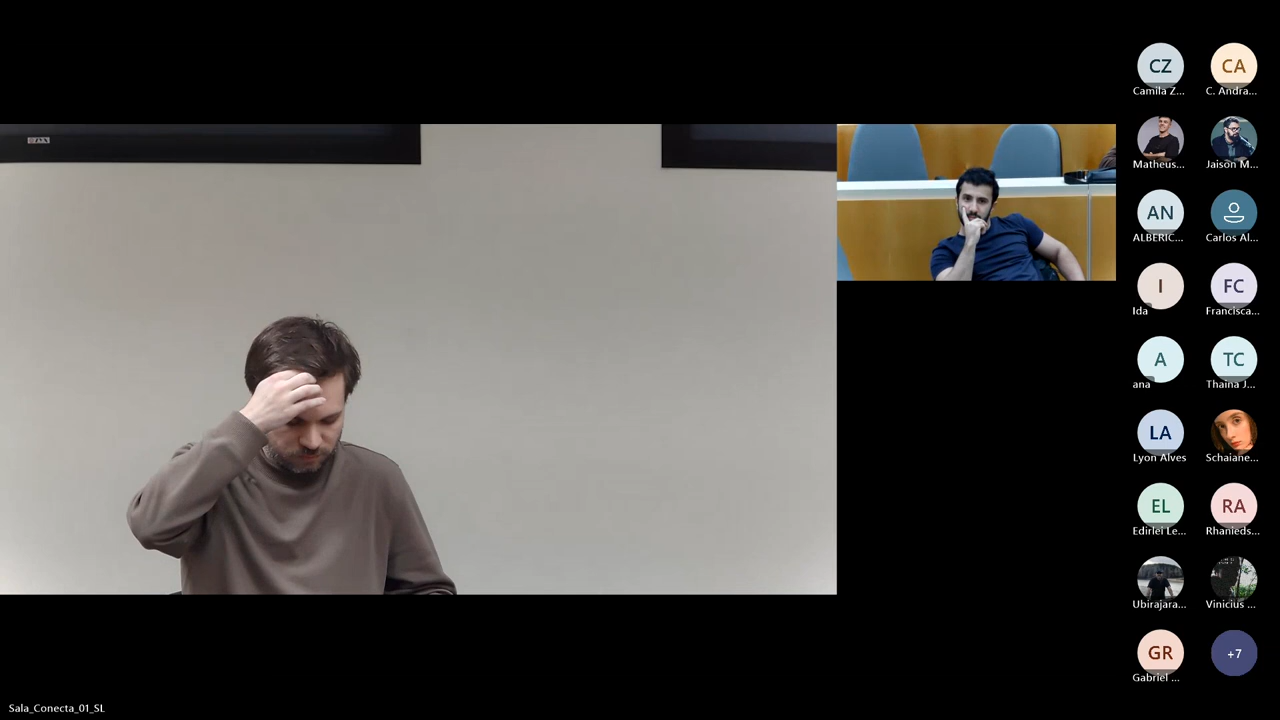 CZ
CA
Camila Z...
C. Andra...
Matheus...
Jaison M...
AN
ALBERIC...
Carlos Al...
I
FC
Ida
Francisca...
A
TC
ana
Thaina J...
LA
Lyon Alves
Schaiane...
EL
RA
Edirlei Le...
Rhanieds...
Ubirajara...
Vinicius ...
GR
+7
Gabriel ...
Sala_Conecta_01_SL